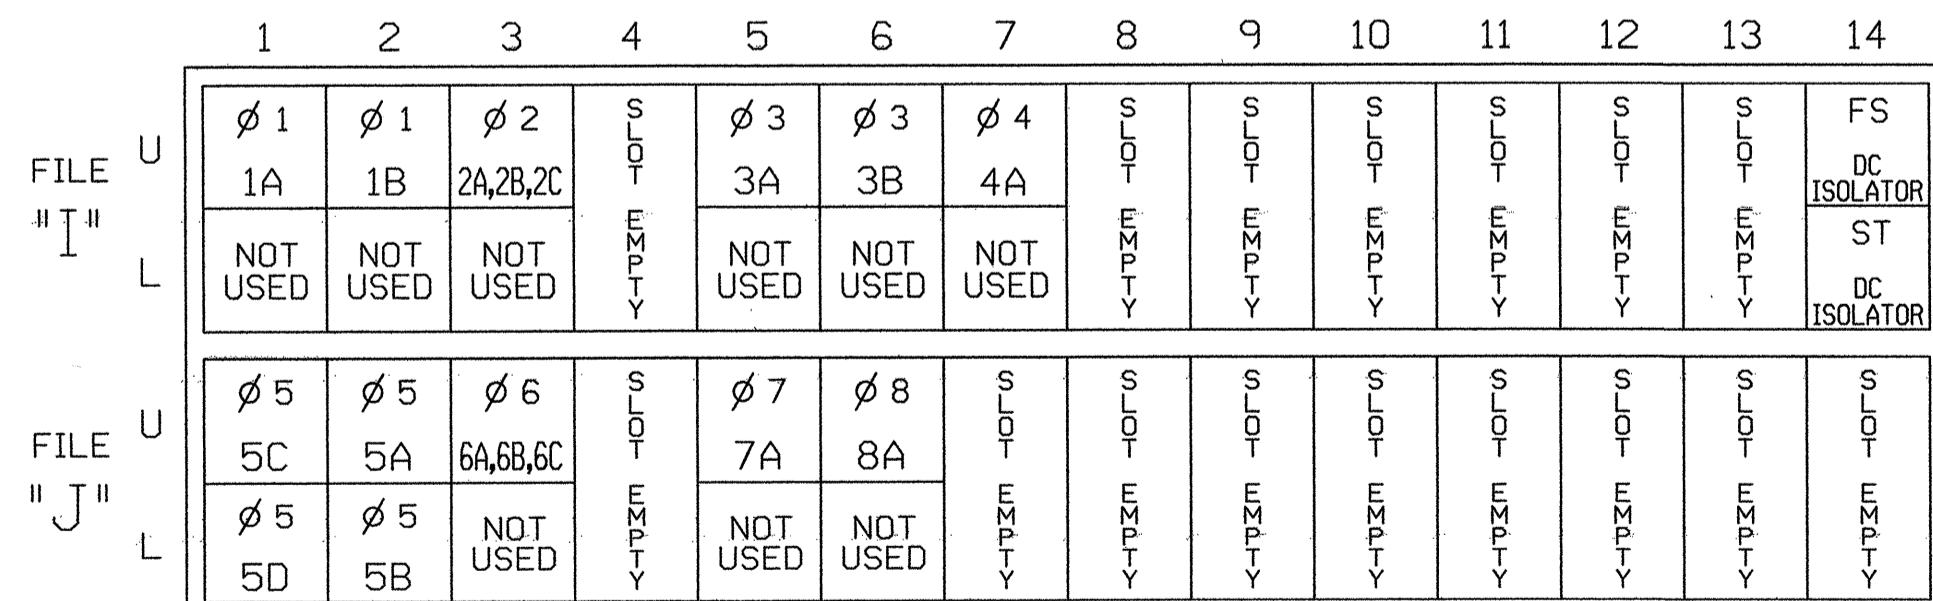 1 2 3 4 5 6 7 8 9 10 11 12 13 14
FILE "I"
U
L
Ø 1 1A
Ø 1 1B
Ø 2 2A,2B,2C
SLOT EMPTY
Ø 3 3A
Ø 3 3B
Ø 4 4A
SLOT EMPTY
SLOT EMPTY
SLOT EMPTY
SLOT EMPTY
SLOT EMPTY
SLOT EMPTY
FS DC ISOLATOR
NOT USED
NOT USED
NOT USED
NOT USED
NOT USED
NOT USED
ST DC ISOLATOR
FILE "J"
U
L
Ø 5 5C
Ø 5 5A
Ø 6 6A,6B,6C
SLOT EMPTY
Ø 7 7A
Ø 8 8A
SLOT EMPTY
SLOT EMPTY
SLOT EMPTY
SLOT EMPTY
SLOT EMPTY
SLOT EMPTY
SLOT EMPTY
SLOT EMPTY
Ø 5 5D
Ø 5 5B
NOT USED
NOT USED
NOT USED